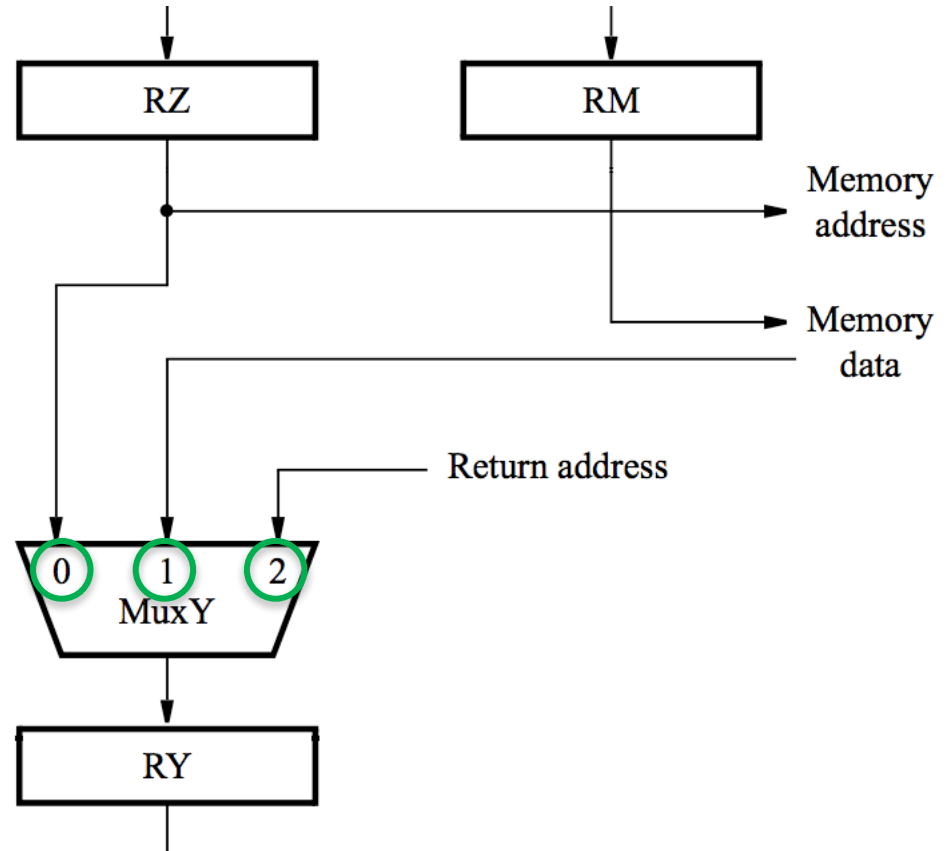 RZ
RM
Memory
address
Memory
data
Return address
0 1 2
MuxY
RY